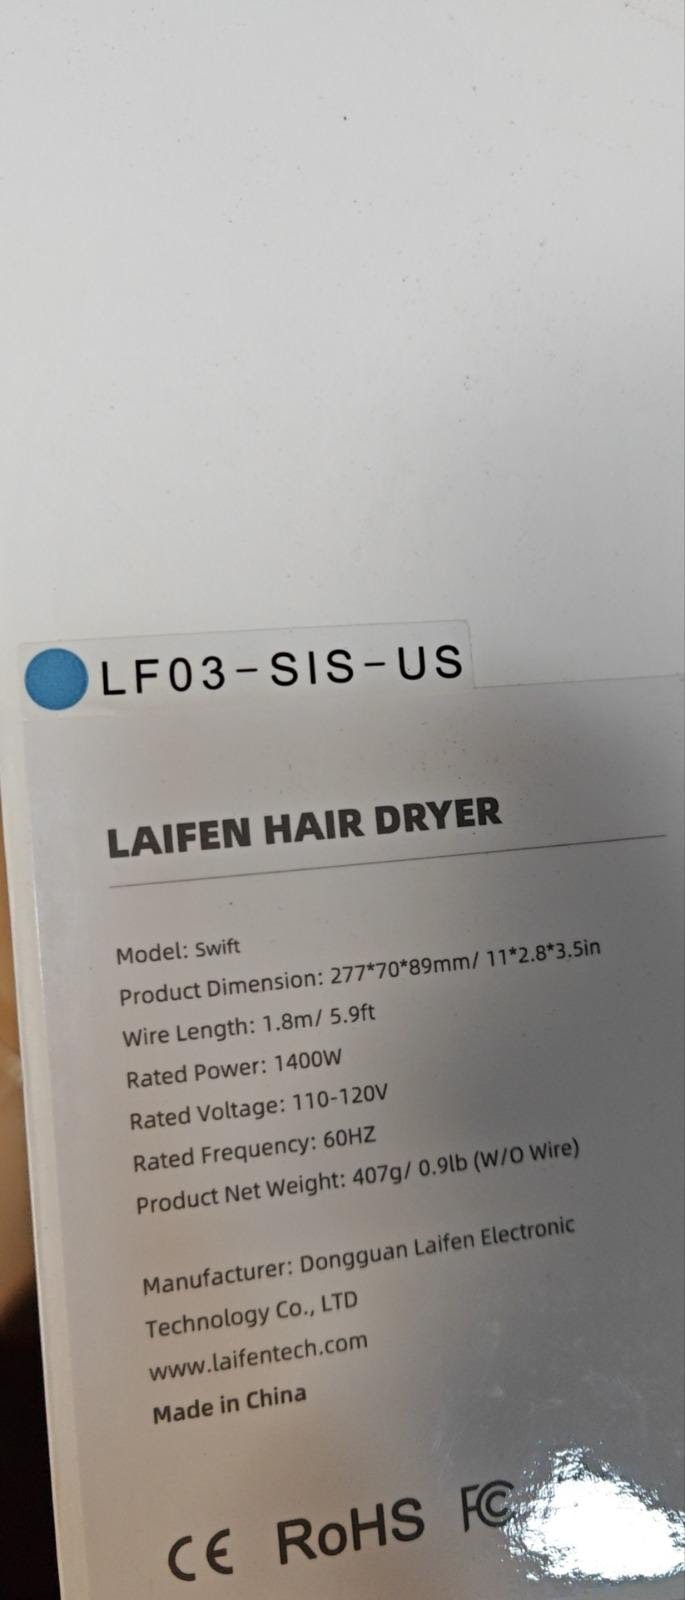 LF03-SIS-US
LAIFEN HAIR DRYER
Model: Swift
Product Dimension: 277*70*89mm/ 11*2.8*3.5in
Wire Length: 1.8m/ 5.9ft
Rated Power: 1400W
Rated Voltage: 110-120V
Rated Frequency: 60HZ
Product Net Weight: 407g/ 0.9lb (W/O Wire)
Manufacturer: Dongguan Laifen Electronic
Technology Co., LTD
www.laifentech.com
Made in China
CE RoHS FC